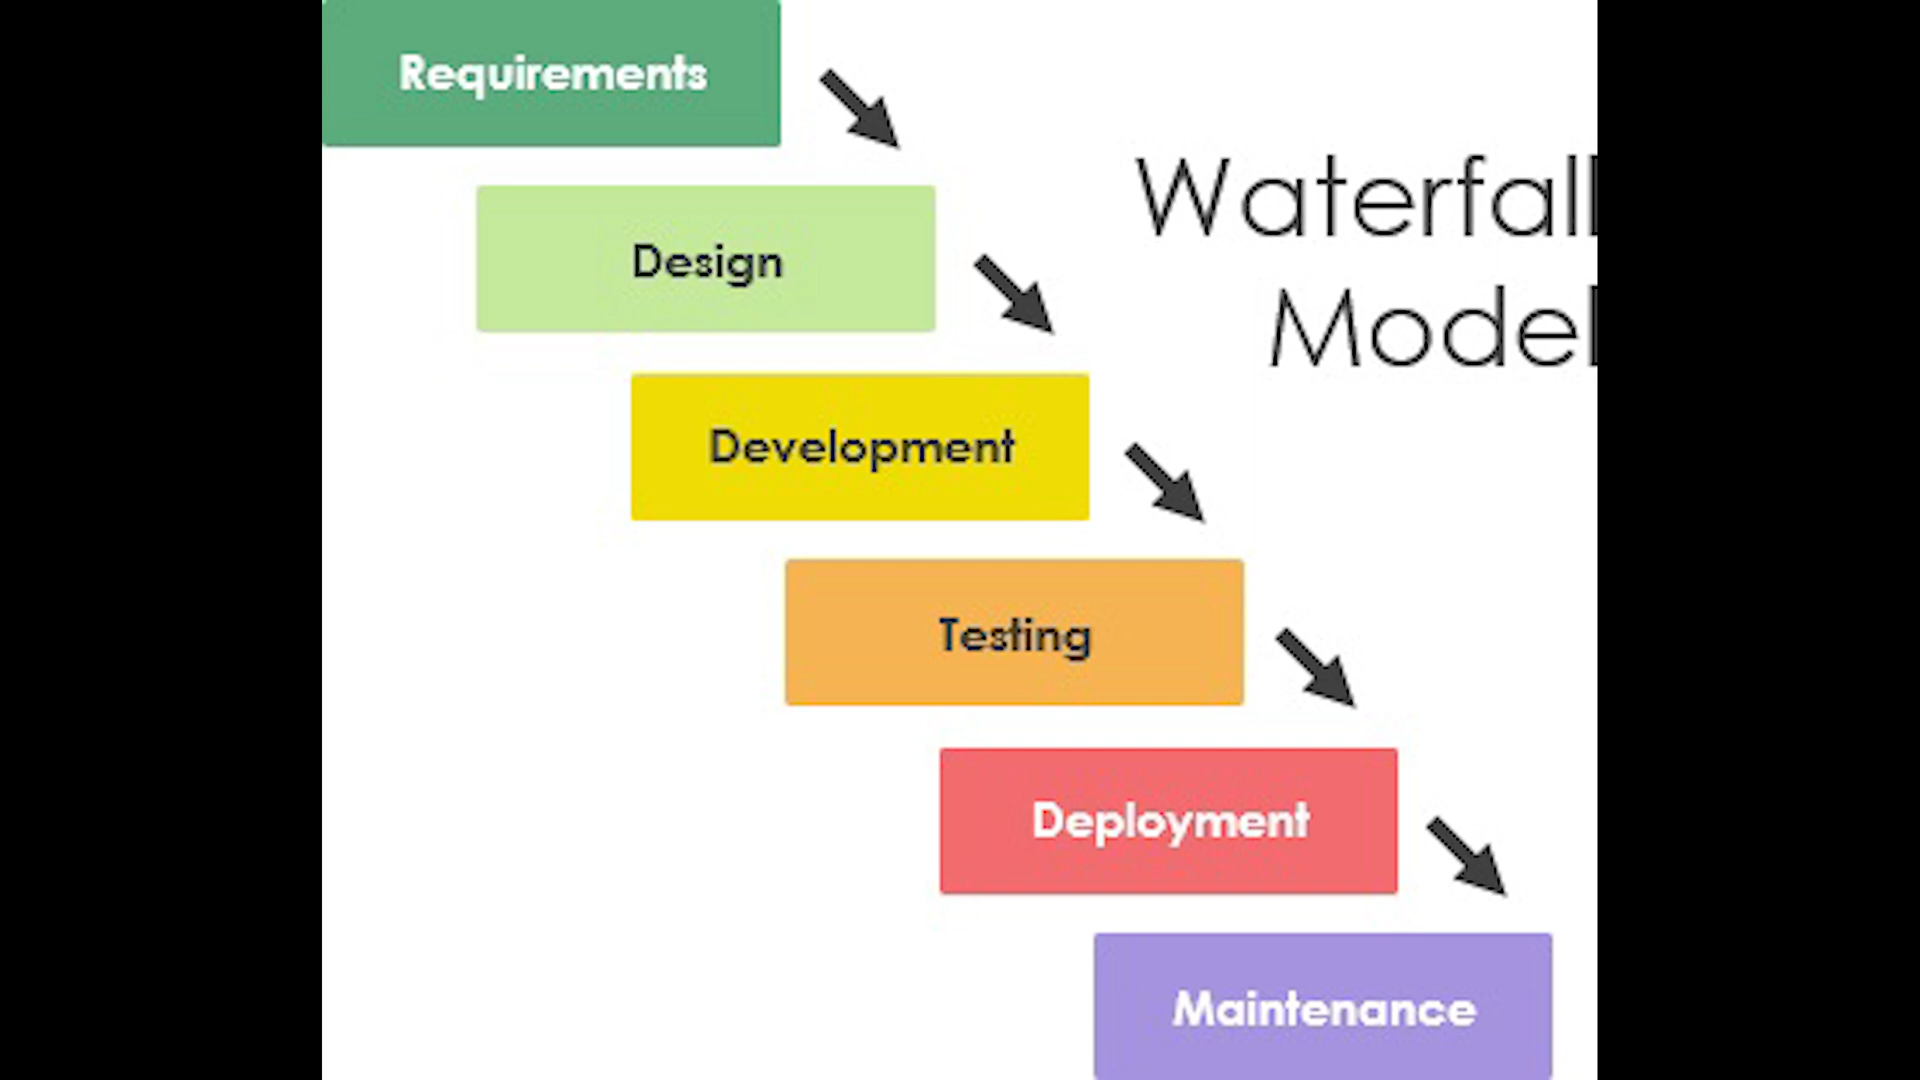 Requirements
Waterfall
Model
Design
Development
Testing
Deployment
Maintenance